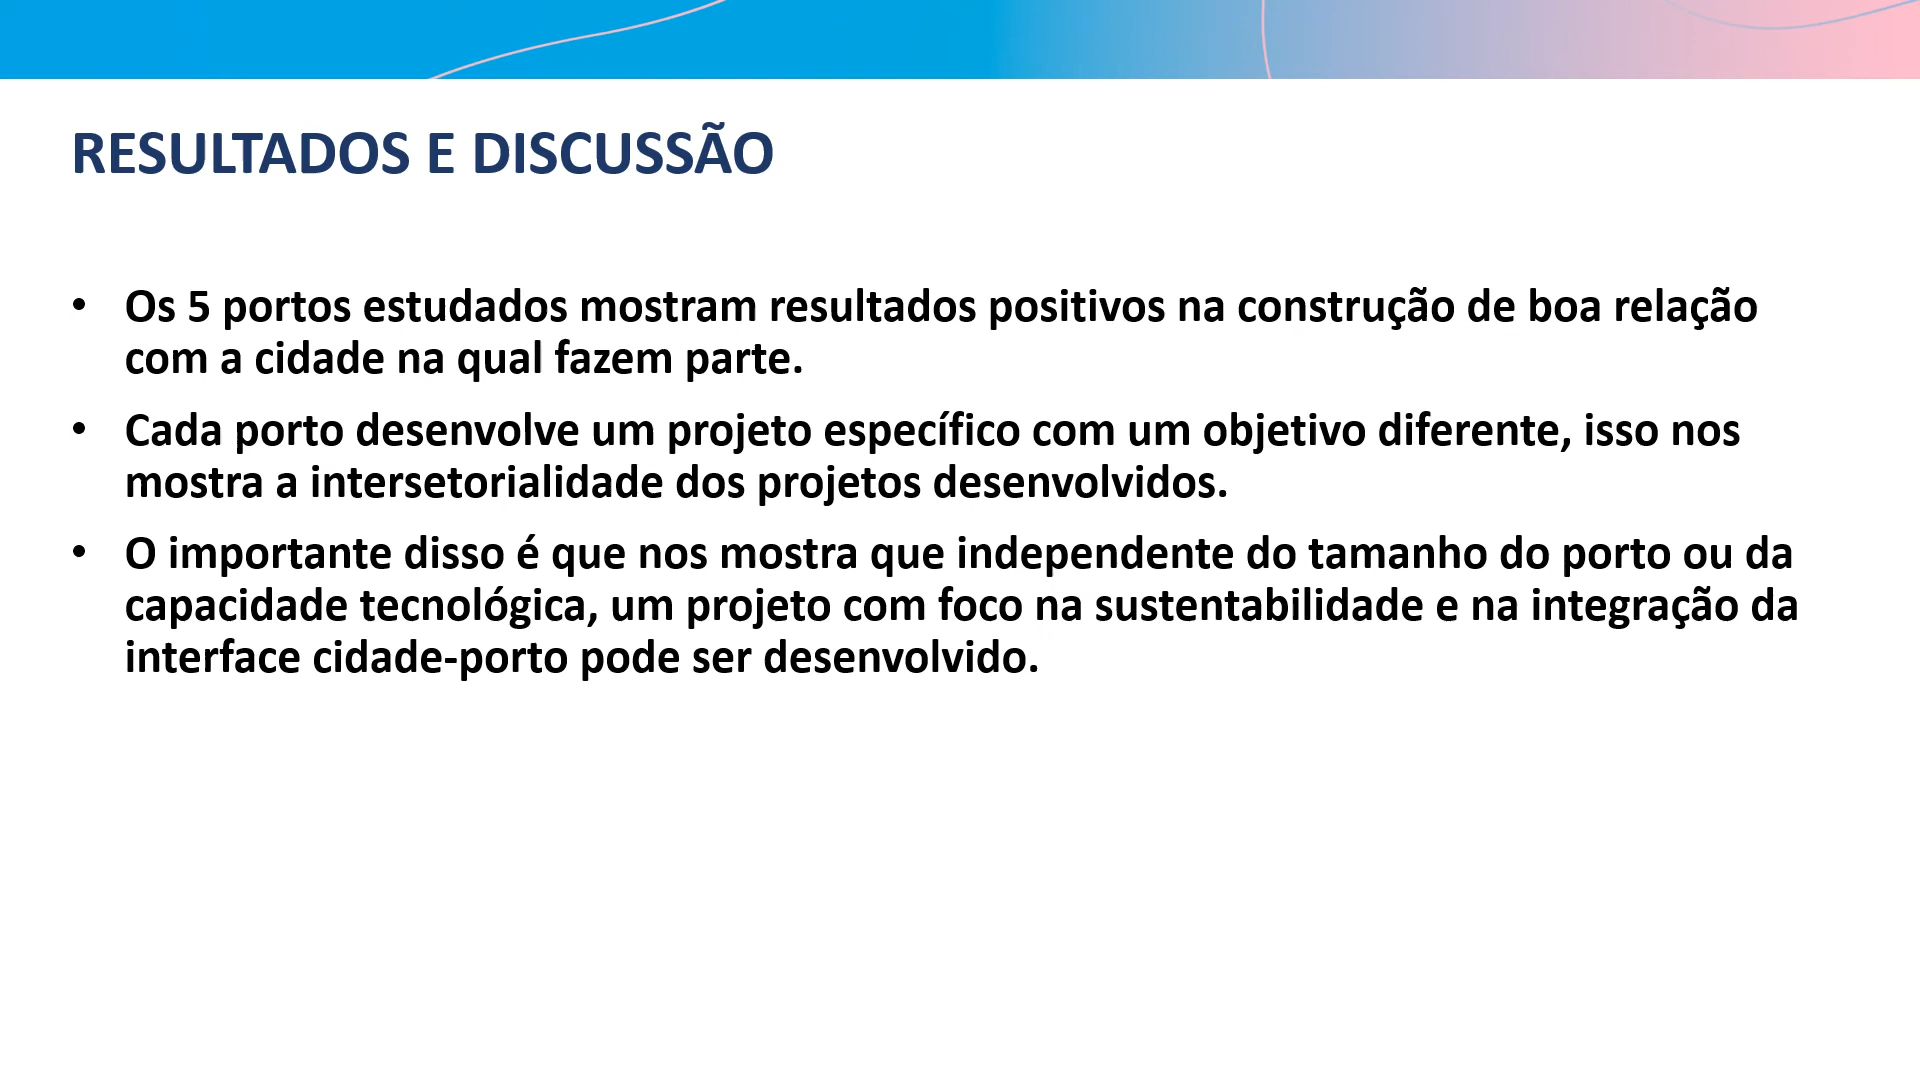 RESULTADOS E DISCUSSÃO
• Os 5 portos estudados mostram resultados positivos na construção de boa relação
com a cidade na qual fazem parte.
• Cada porto desenvolve um projeto específico com um objetivo diferente, isso nos
mostra a intersetorialidade dos projetos desenvolvidos.
• O importante disso é que nos mostra que independente do tamanho do porto ou da
capacidade tecnológica, um projeto com foco na sustentabilidade e na integração da
interface cidade-porto pode ser desenvolvido.